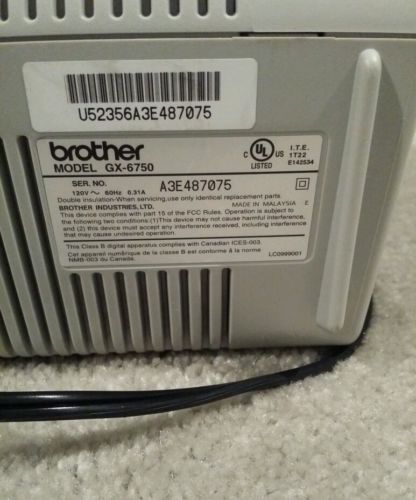 U52356A3E487075
brother
MODEL GX-6750
C UL US LISTED
I.T.E.
1T22
E142534
SER. NO. A3E487075
120V ~ 60Hz 0.31A
Double insulation-When servicing,use only identical replacement parts.
BROTHER INDUSTRIES,LTD. MADE IN MALAYSIA E
This device complies with part 15 of the FCC Rules. Operation is subject to
the following two conditions:(1)This device may not cause harmful interference,
and (2) this device must accept any interference received, including interference
that may cause undesired operation.
This Class B digital apparatus complies with Canadian ICES-003.
Cet appareil numérique de la classe B est conforme à la norme
NMB-003 du Canada.
LC0999001